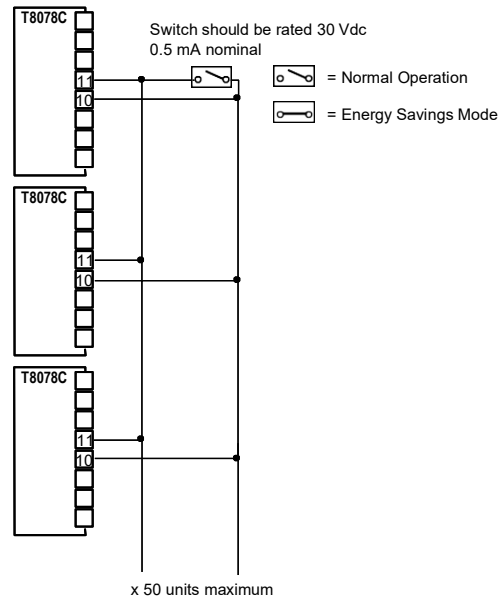 T8078C
Switch should be rated 30 Vdc
0.5 mA nominal
= Normal Operation
= Energy Savings Mode
11
10
T8078C
11
10
T8078C
11
10
x 50 units maximum